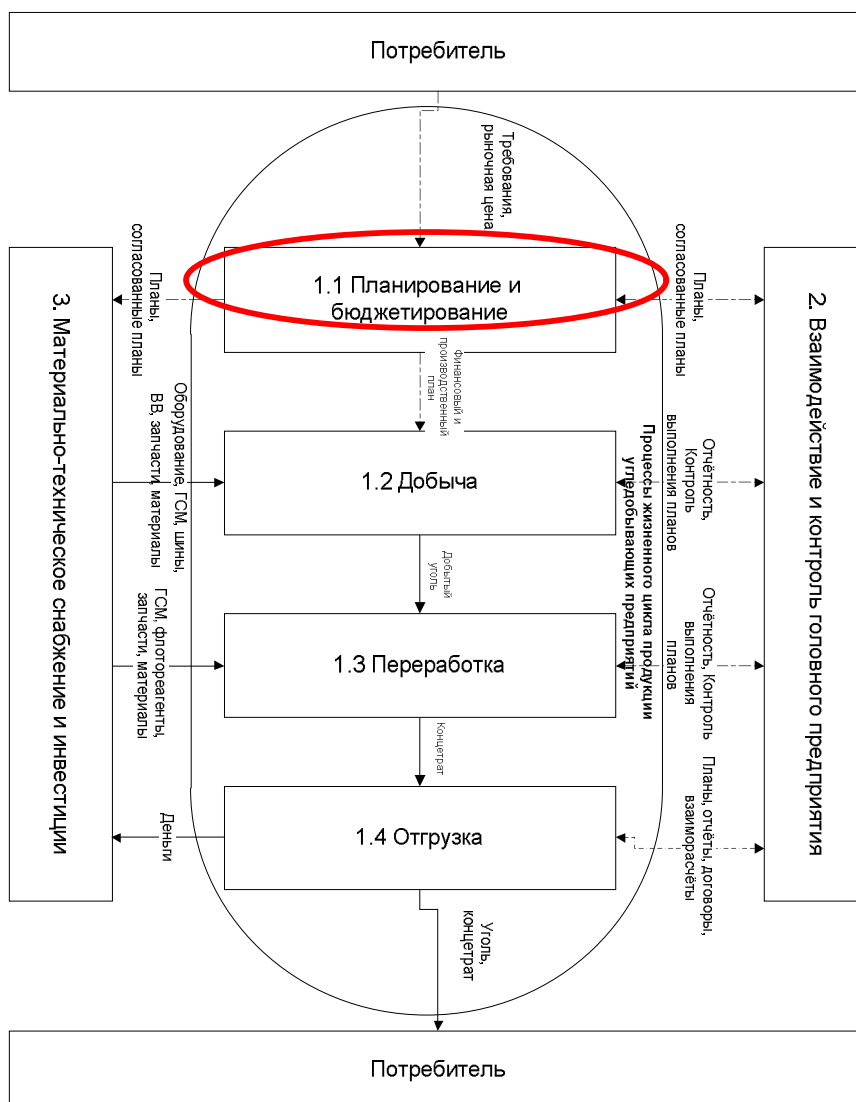 Потребитель
Требования,
рыночная цена
Планы,
согласованные планы
Планы,
согласованные планы
1.1 Планирование и
бюджетирование
3. Материально-техническое снабжение и инвестиции
2. Взаимодействие и контроль головного предприятия
Финансовый и
производственный
план
Оборудование, ГСМ, шины,
ВВ, запчасти, материалы
1.2 Добыча
Отчётность,
Контроль
выполнения планов
Процессы жизненного цикла продукции
угледобывающих предприятий
Добытый
уголь
ГСМ, флотореагенты,
запчасти, материалы
1.3 Переработка
Отчётность, Контроль
выполнения
планов
Концетрат
Деньги
1.4 Отгрузка
Планы, отчёты, договоры,
взаиморасчёты
Уголь,
концетрат
Потребитель